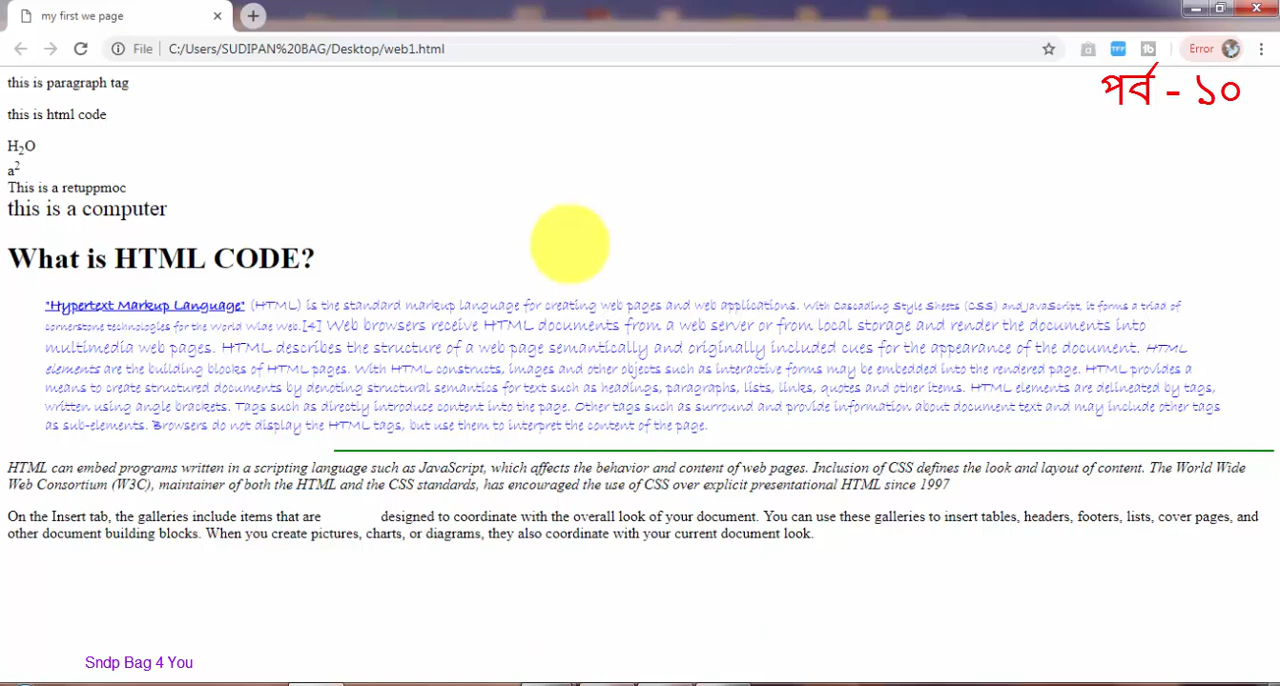 my first we page
File
C:/Users/SUDIPAN%20BAG/Desktop/web1.html
Error
পর্ব - ১০
this is paragraph tag
this is html code
H2O
a2
This is a retuppmoc
this is a computer
What is HTML CODE?
"Hypertext Markup Language" (HTML) is the standard markup language for creating web pages and web applications. With Cascading Style Sheets (CSS) and JavaScript, it forms a triad of
cornerstone technologies for the World Wide Web.[4] Web browsers receive HTML documents from a web server or from local storage and render the documents into
multimedia web pages. HTML describes the structure of a web page semantically and originally included cues for the appearance of the document. HTML
elements are the building blocks of HTML pages. With HTML constructs, images and other objects such as interactive forms may be embedded into the rendered page. HTML provides a
means to create structured documents by denoting structural semantics for text such as headings, paragraphs, lists, links, quotes and other items. HTML elements are delineated by tags,
written using angle brackets. Tags such as directly introduce content into the page. Other tags such as surround and provide information about document text and may include other tags
as sub-elements. Browsers do not display the HTML tags, but use them to interpret the content of the page.
HTML can embed programs written in a scripting language such as JavaScript, which affects the behavior and content of web pages. Inclusion of CSS defines the look and layout of content. The World Wide
Web Consortium (W3C), maintainer of both the HTML and the CSS standards, has encouraged the use of CSS over explicit presentational HTML since 1997
On the Insert tab, the galleries include items that are designed to coordinate with the overall look of your document. You can use these galleries to insert tables, headers, footers, lists, cover pages, and
other document building blocks. When you create pictures, charts, or diagrams, they also coordinate with your current document look.
Sndp Bag 4 You